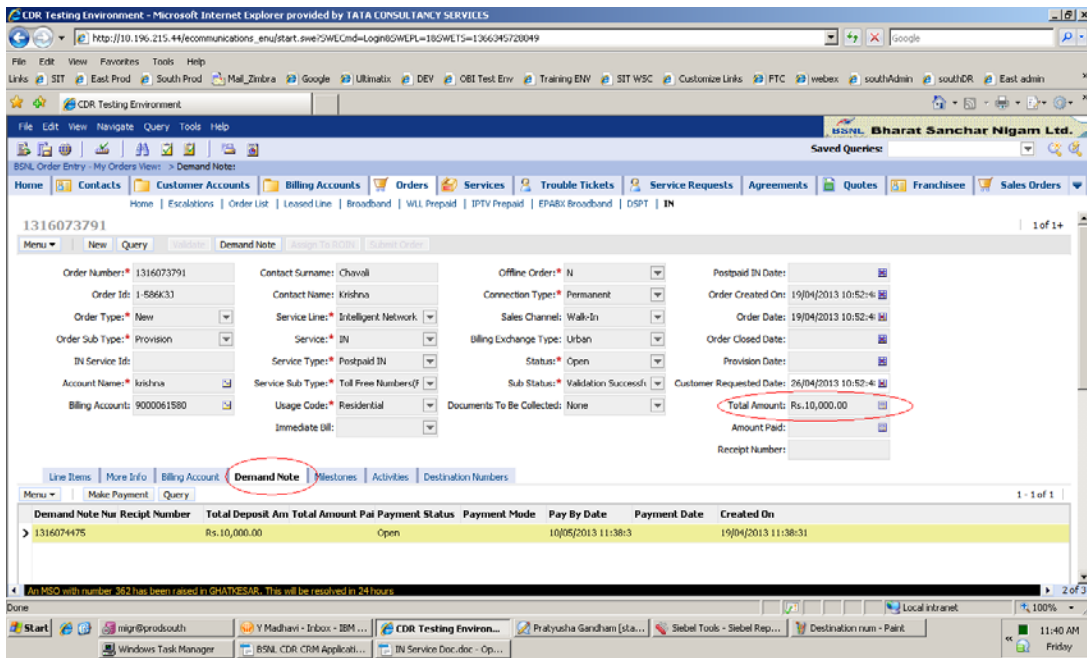 CDR Testing Environment - Microsoft Internet Explorer provided by TATA CONSULTANCY SERVICES
http://10.196.215.44/ecommunications_enu/start.swe?SWECmd=Login&SWEPL=1&SWETS=1366345728049
Google
File Edit View Favorites Tools Help
Links SIT East Prod South Prod Mail_Zimbra Google Ultimatix DEV OBI Test Env Training ENV SIT WSC Customize Links FTC webex southAdmin southDR East admin
CDR Testing Environment
File Edit View Navigate Query Tools Help
BSNL Bharat Sanchar Nigam Ltd.
Saved Queries:
BSNL Order Entry - My Orders View: > Demand Note:
Home Contacts Customer Accounts Billing Accounts Orders Services Trouble Tickets Service Requests Agreements Quotes Franchisee Sales Orders
Home | Escalations | Order List | Leased Line | Broadband | WLL Prepaid | IPTV Prepaid | EPABX Broadband | DSPT | IN
1316073791 1 of 1+
Menu New Query Validate Demand Note Assign To ROIN Submit Order
Order Number:* 1316073791 Contact Surname: Chavali Offline Order:* N Postpaid IN Date:
Order Id: 1-586K3J Contact Name: Krishna Connection Type:* Permanent Order Created On: 19/04/2013 10:52:4
Order Type:* New Service Line:* Intelligent Network Sales Channel: Walk-In Order Date: 19/04/2013 10:52:4
Order Sub Type:* Provision Service:* IN Billing Exchange Type: Urban Order Closed Date:
IN Service Id: Service Type:* Postpaid IN Status:* Open Provision Date:
Account Name:* krishna Service Sub Type:* Toll Free Numbers(F Sub Status:* Validation Successfu Customer Requested Date: 26/04/2013 10:52:4
Billing Account: 9000061580 Usage Code:* Residential Documents To Be Collected: None Total Amount: Rs.10,000.00
Immediate Bill: Amount Paid:
Receipt Number:
Line Items More Info Billing Account Demand Note Milestones Activities Destination Numbers
Menu Make Payment Query 1 - 1 of 1
Demand Note Nur Recipt Number Total Deposit Am Total Amount Pai Payment Status Payment Mode Pay By Date Payment Date Created On
1316074475 Rs.10,000.00 Open 10/05/2013 11:38:3 19/04/2013 11:38:31
An MSO with number 362 has been raised in GHATKESAR. This will be resolved in 24 hours 2 of 3
Done Local intranet 100%
Start migr@prodsouth Y Madhavi - Inbox - IBM ... CDR Testing Environ... Pratyusha Gandham [sta... Siebel Tools - Siebel Rep... Destination num - Paint 11:40 AM
Windows Task Manager BSNL CDR CRM Applicati... IN Service Doc.doc - Op... Friday